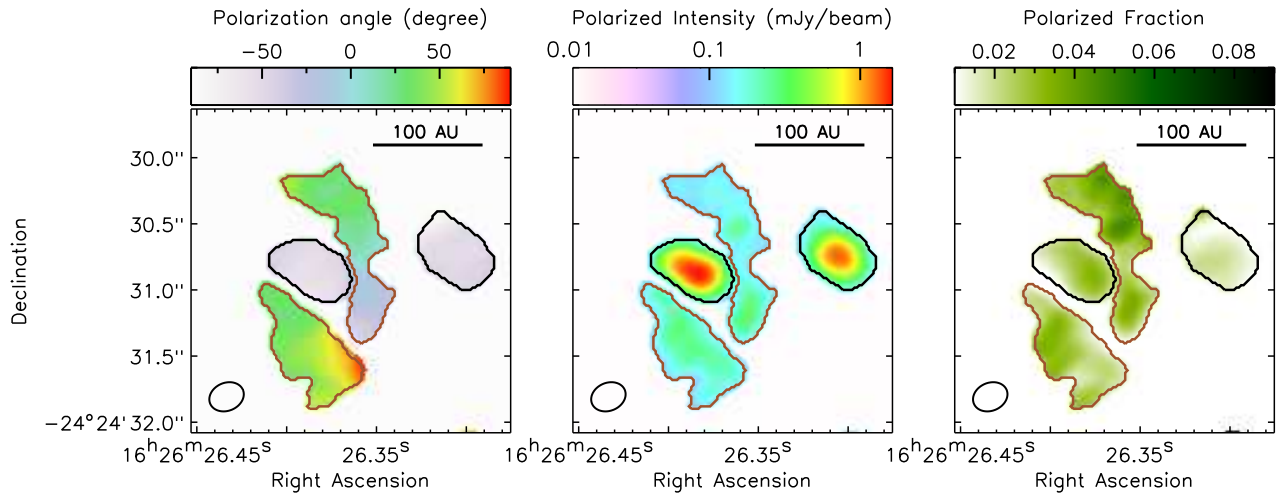 Polarization angle (degree)
−50 0 50
Polarized Intensity (mJy/beam)
0.01 0.1 1
Polarized Fraction
0.02 0.04 0.06 0.08
100 AU
100 AU
100 AU
30.0''
30.5''
31.0''
31.5''
−24°24' 32.0''
Declination
16h26m26.45s 26.35s
16h26m26.45s 26.35s
26.45s 26.35s
Right Ascension
Right Ascension
Right Ascension